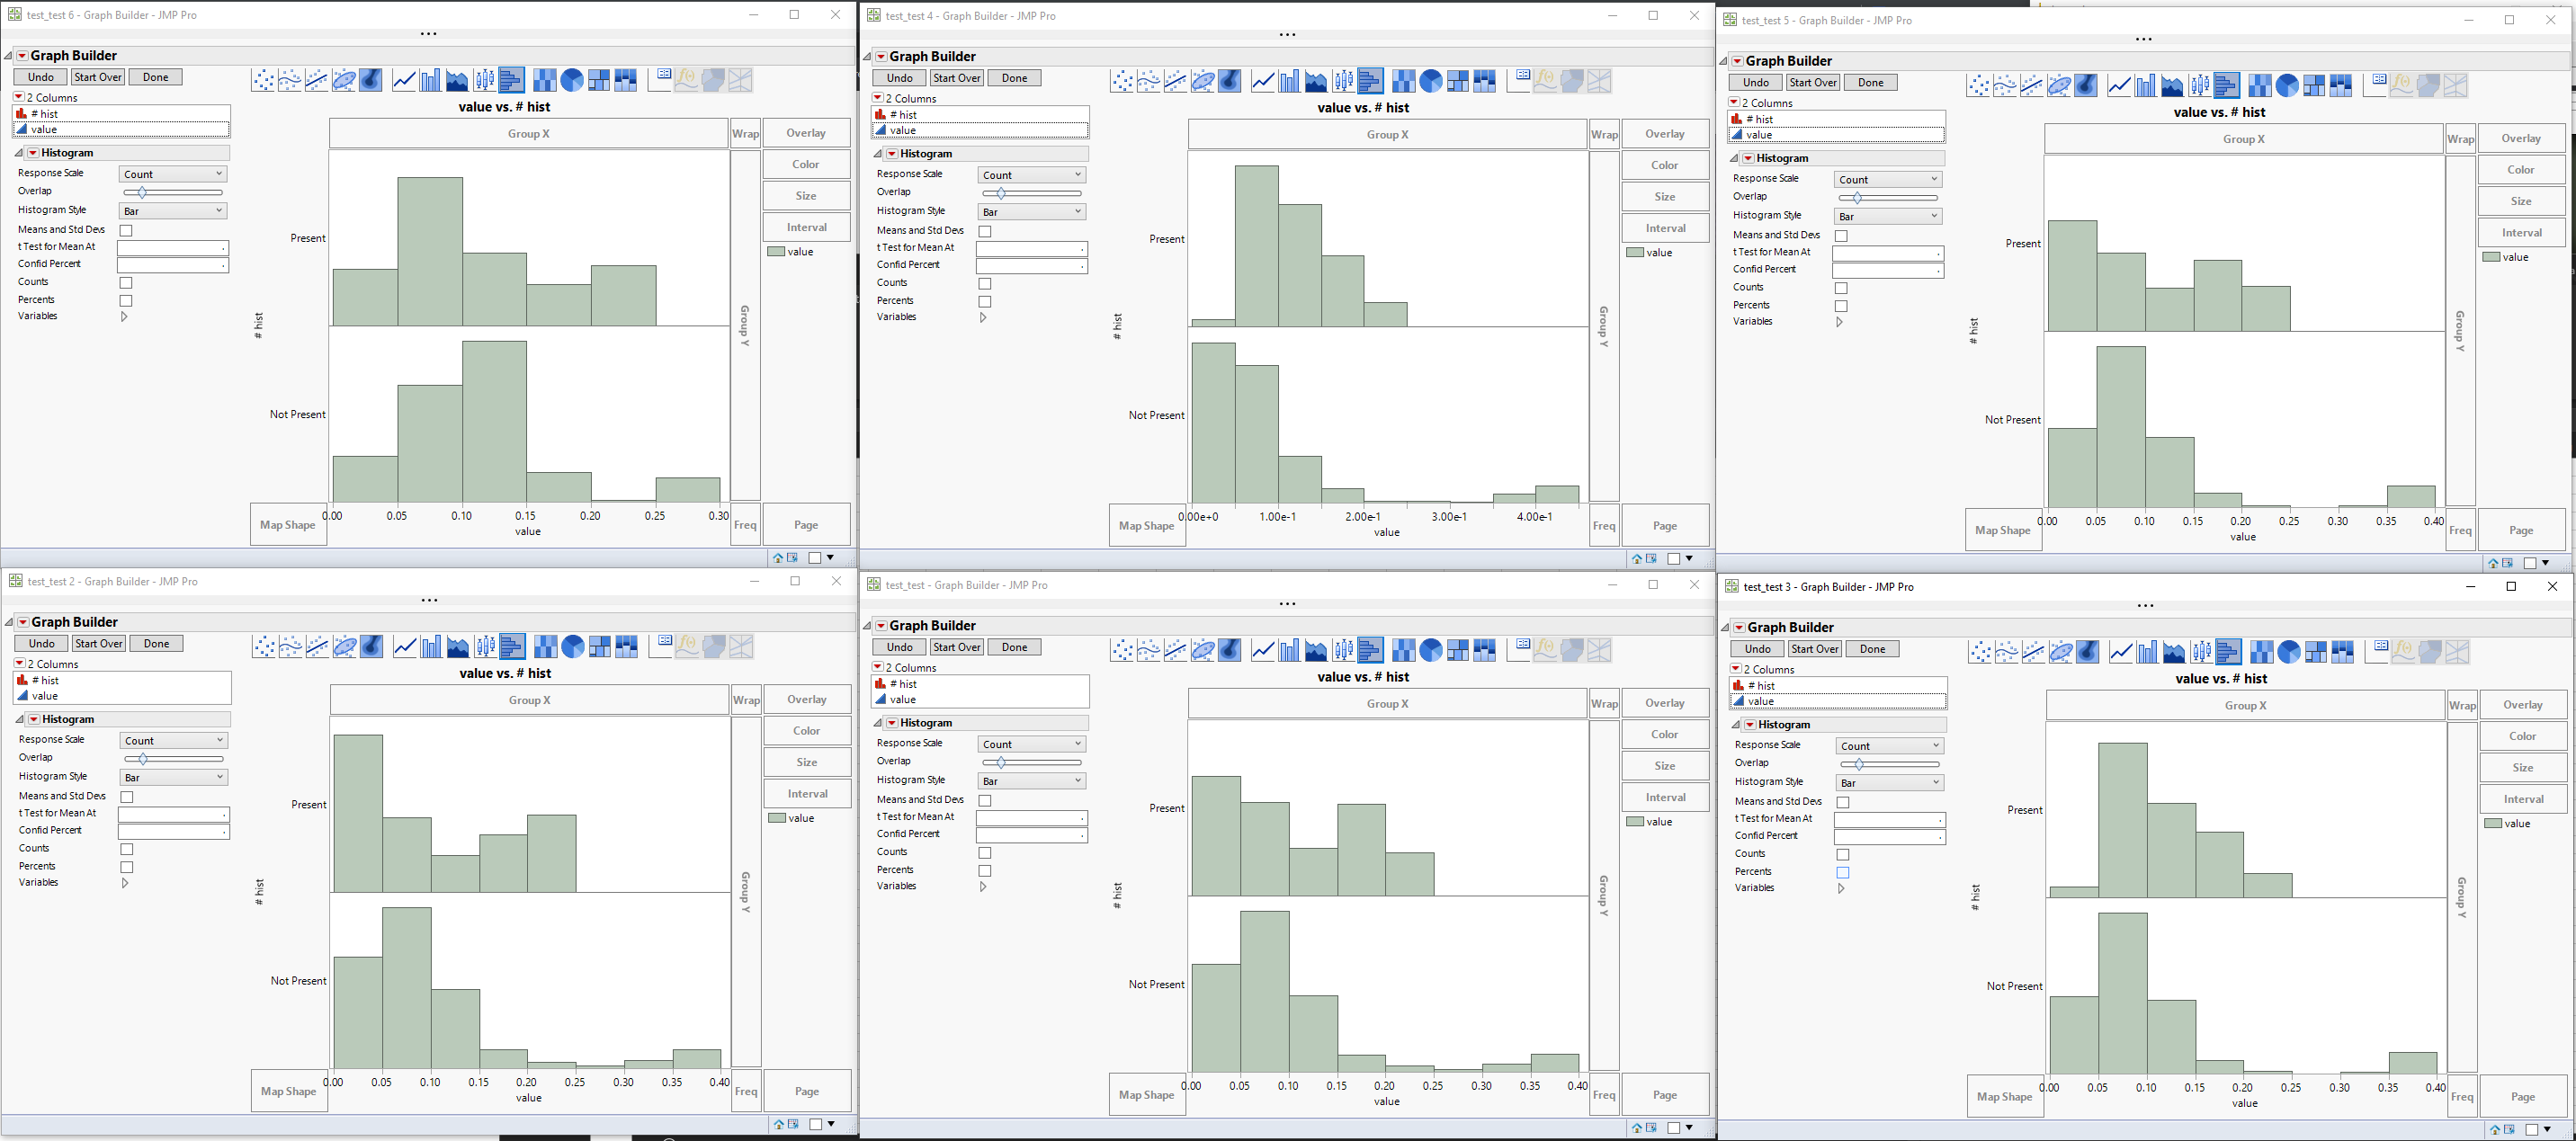 test_test 6 - Graph Builder - JMP Pro
Graph Builder
Undo Start Over Done
2 Columns
# hist
value
Histogram
Response Scale Count
Overlap
Histogram Style Bar
Means and Std Devs
t Test for Mean At .
Confid Percent .
Counts
Percents
Variables
value vs. # hist
Group X Wrap Overlay
Color
Size
Interval
value
Present
# hist
Group Y
Not Present
0.00 0.05 0.10 0.15 0.20 0.25 0.30
Map Shape value Freq Page
test_test 4 - Graph Builder - JMP Pro
Graph Builder
Undo Start Over Done
2 Columns
# hist
value
Histogram
Response Scale Count
Overlap
Histogram Style Bar
Means and Std Devs
t Test for Mean At .
Confid Percent .
Counts
Percents
Variables
value vs. # hist
Group X Wrap Overlay
Color
Size
Interval
value
Present
# hist
Group Y
Not Present
0.00e+0 1.00e-1 2.00e-1 3.00e-1 4.00e-1
Map Shape value Freq Page
test_test 5 - Graph Builder - JMP Pro
Graph Builder
Undo Start Over Done
2 Columns
# hist
value
Histogram
Response Scale Count
Overlap
Histogram Style Bar
Means and Std Devs
t Test for Mean At .
Confid Percent .
Counts
Percents
Variables
value vs. # hist
Group X Wrap Overlay
Color
Size
Interval
value
Present
# hist
Group Y
Not Present
0.00 0.05 0.10 0.15 0.20 0.25 0.30 0.35 0.40
Map Shape value Freq Page
test_test 2 - Graph Builder - JMP Pro
Graph Builder
Undo Start Over Done
2 Columns
# hist
value
Histogram
Response Scale Count
Overlap
Histogram Style Bar
Means and Std Devs
t Test for Mean At .
Confid Percent .
Counts
Percents
Variables
value vs. # hist
Group X Wrap Overlay
Color
Size
Interval
value
Present
# hist
Group Y
Not Present
0.00 0.05 0.10 0.15 0.20 0.25 0.30 0.35 0.40
Map Shape value Freq Page
test_test - Graph Builder - JMP Pro
Graph Builder
Undo Start Over Done
2 Columns
# hist
value
Histogram
Response Scale Count
Overlap
Histogram Style Bar
Means and Std Devs
t Test for Mean At .
Confid Percent .
Counts
Percents
Variables
value vs. # hist
Group X Wrap Overlay
Color
Size
Interval
value
Present
# hist
Group Y
Not Present
0.00 0.05 0.10 0.15 0.20 0.25 0.30 0.35 0.40
Map Shape value Freq Page
test_test 3 - Graph Builder - JMP Pro
Graph Builder
Undo Start Over Done
2 Columns
# hist
value
Histogram
Response Scale Count
Overlap
Histogram Style Bar
Means and Std Devs
t Test for Mean At .
Confid Percent .
Counts
Percents
Variables
value vs. # hist
Group X Wrap Overlay
Color
Size
Interval
value
Present
# hist
Group Y
Not Present
0.00 0.05 0.10 0.15 0.20 0.25 0.30 0.35 0.40
Map Shape value Freq Page